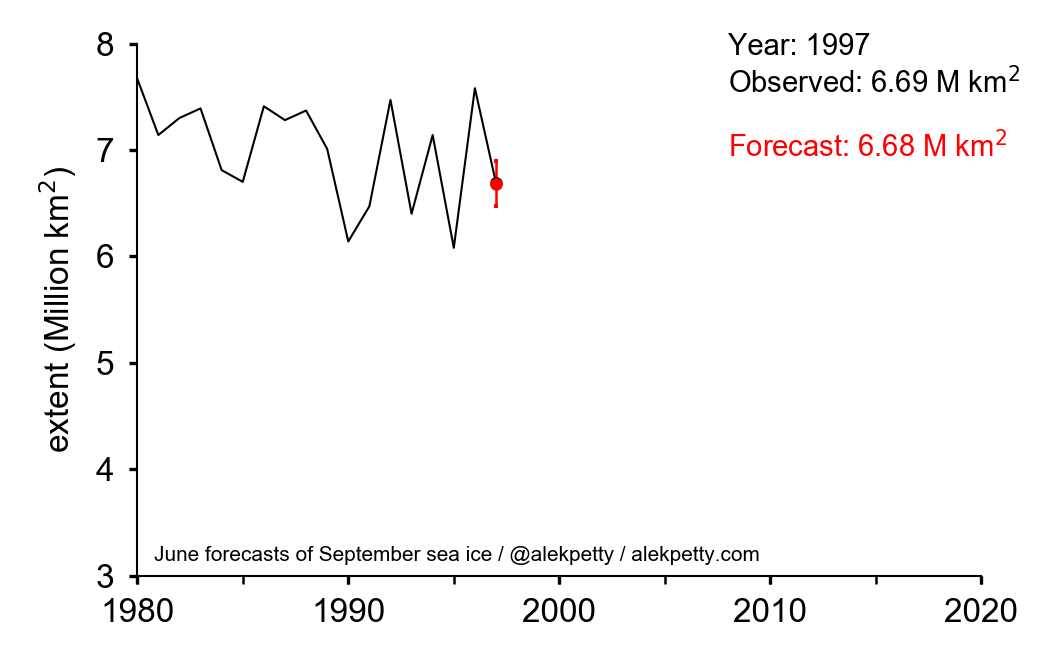 Year: 1997
Observed: 6.69 M km²
Forecast: 6.68 M km²
extent (Million km²)
8
7
6
5
4
3
June forecasts of September sea ice / @alekpetty / alekpetty.com
1980 1990 2000 2010 2020